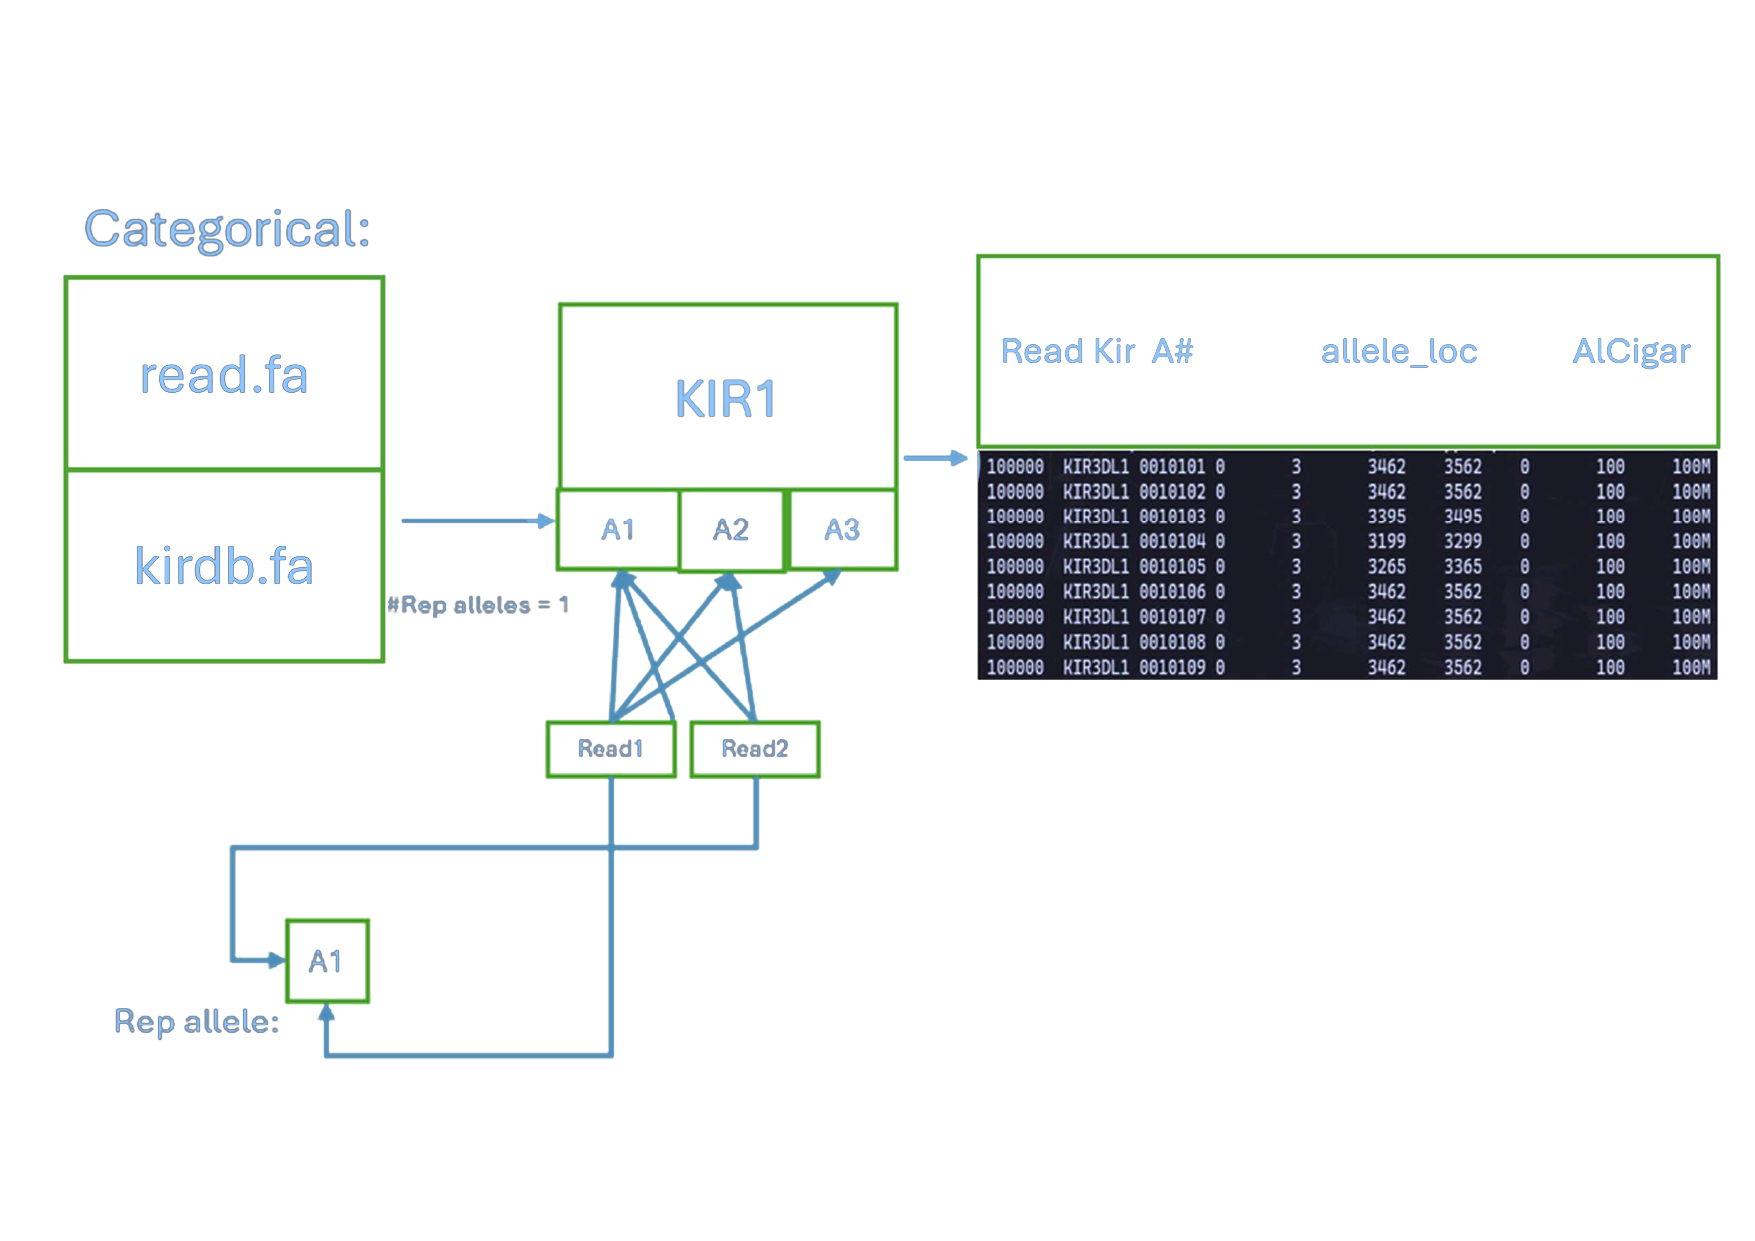 Categorical:
read.fa
kirdb.fa
#Rep alleles = 1
KIR1
A1 A2 A3
Read1 Read2
A1
Rep allele:
Read Kir A# allele_loc AlCigar
100000 KIR3DL1 0010101 0 3 3462 3562 0 100 100M
100000 KIR3DL1 0010102 0 3 3462 3562 0 100 100M
100000 KIR3DL1 0010103 0 3 3395 3495 0 100 100M
100000 KIR3DL1 0010104 0 3 3199 3299 0 100 100M
100000 KIR3DL1 0010105 0 3 3265 3365 0 100 100M
100000 KIR3DL1 0010106 0 3 3462 3562 0 100 100M
100000 KIR3DL1 0010107 0 3 3462 3562 0 100 100M
100000 KIR3DL1 0010108 0 3 3462 3562 0 100 100M
100000 KIR3DL1 0010109 0 3 3462 3562 0 100 100M